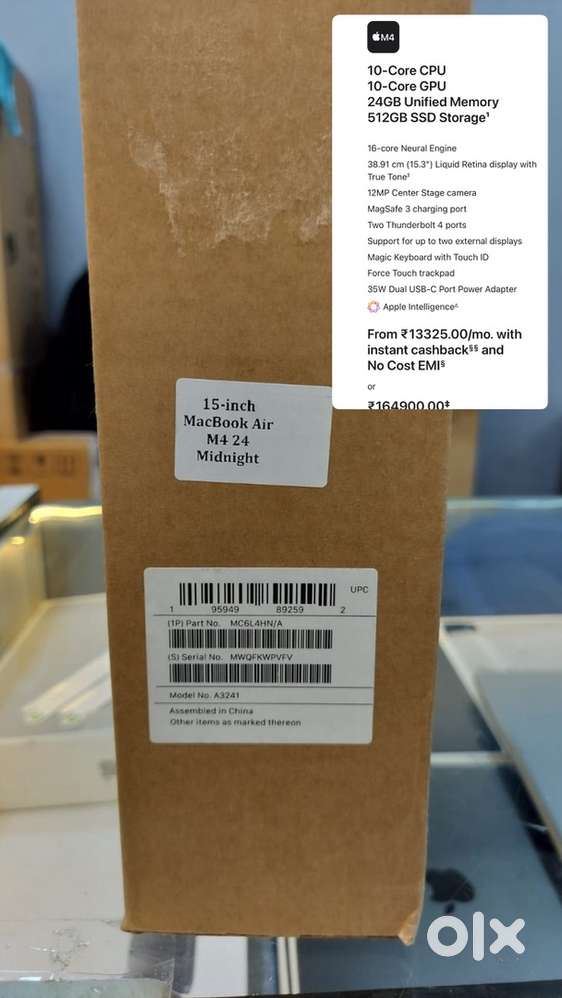 M4
10-Core CPU
10-Core GPU
24GB Unified Memory
512GB SSD Storage¹
16-core Neural Engine
38.91 cm (15.3″) Liquid Retina display with
True Tone²
12MP Center Stage camera
MagSafe 3 charging port
Two Thunderbolt 4 ports
Support for up to two external displays
Magic Keyboard with Touch ID
Force Touch trackpad
35W Dual USB-C Port Power Adapter
Apple Intelligence∆
From ₹13325.00/mo. with
instant cashback§§ and
No Cost EMI§
or
₹164900.00‡
15-inch
MacBook Air
M4 24
Midnight
UPC
1 95949 89259 2
(1P) Part No. MC6L4HN/A
(S) Serial No. MWQFKWPVFV
Model No. A3241
Assembled in China
Other items as marked thereon
olx